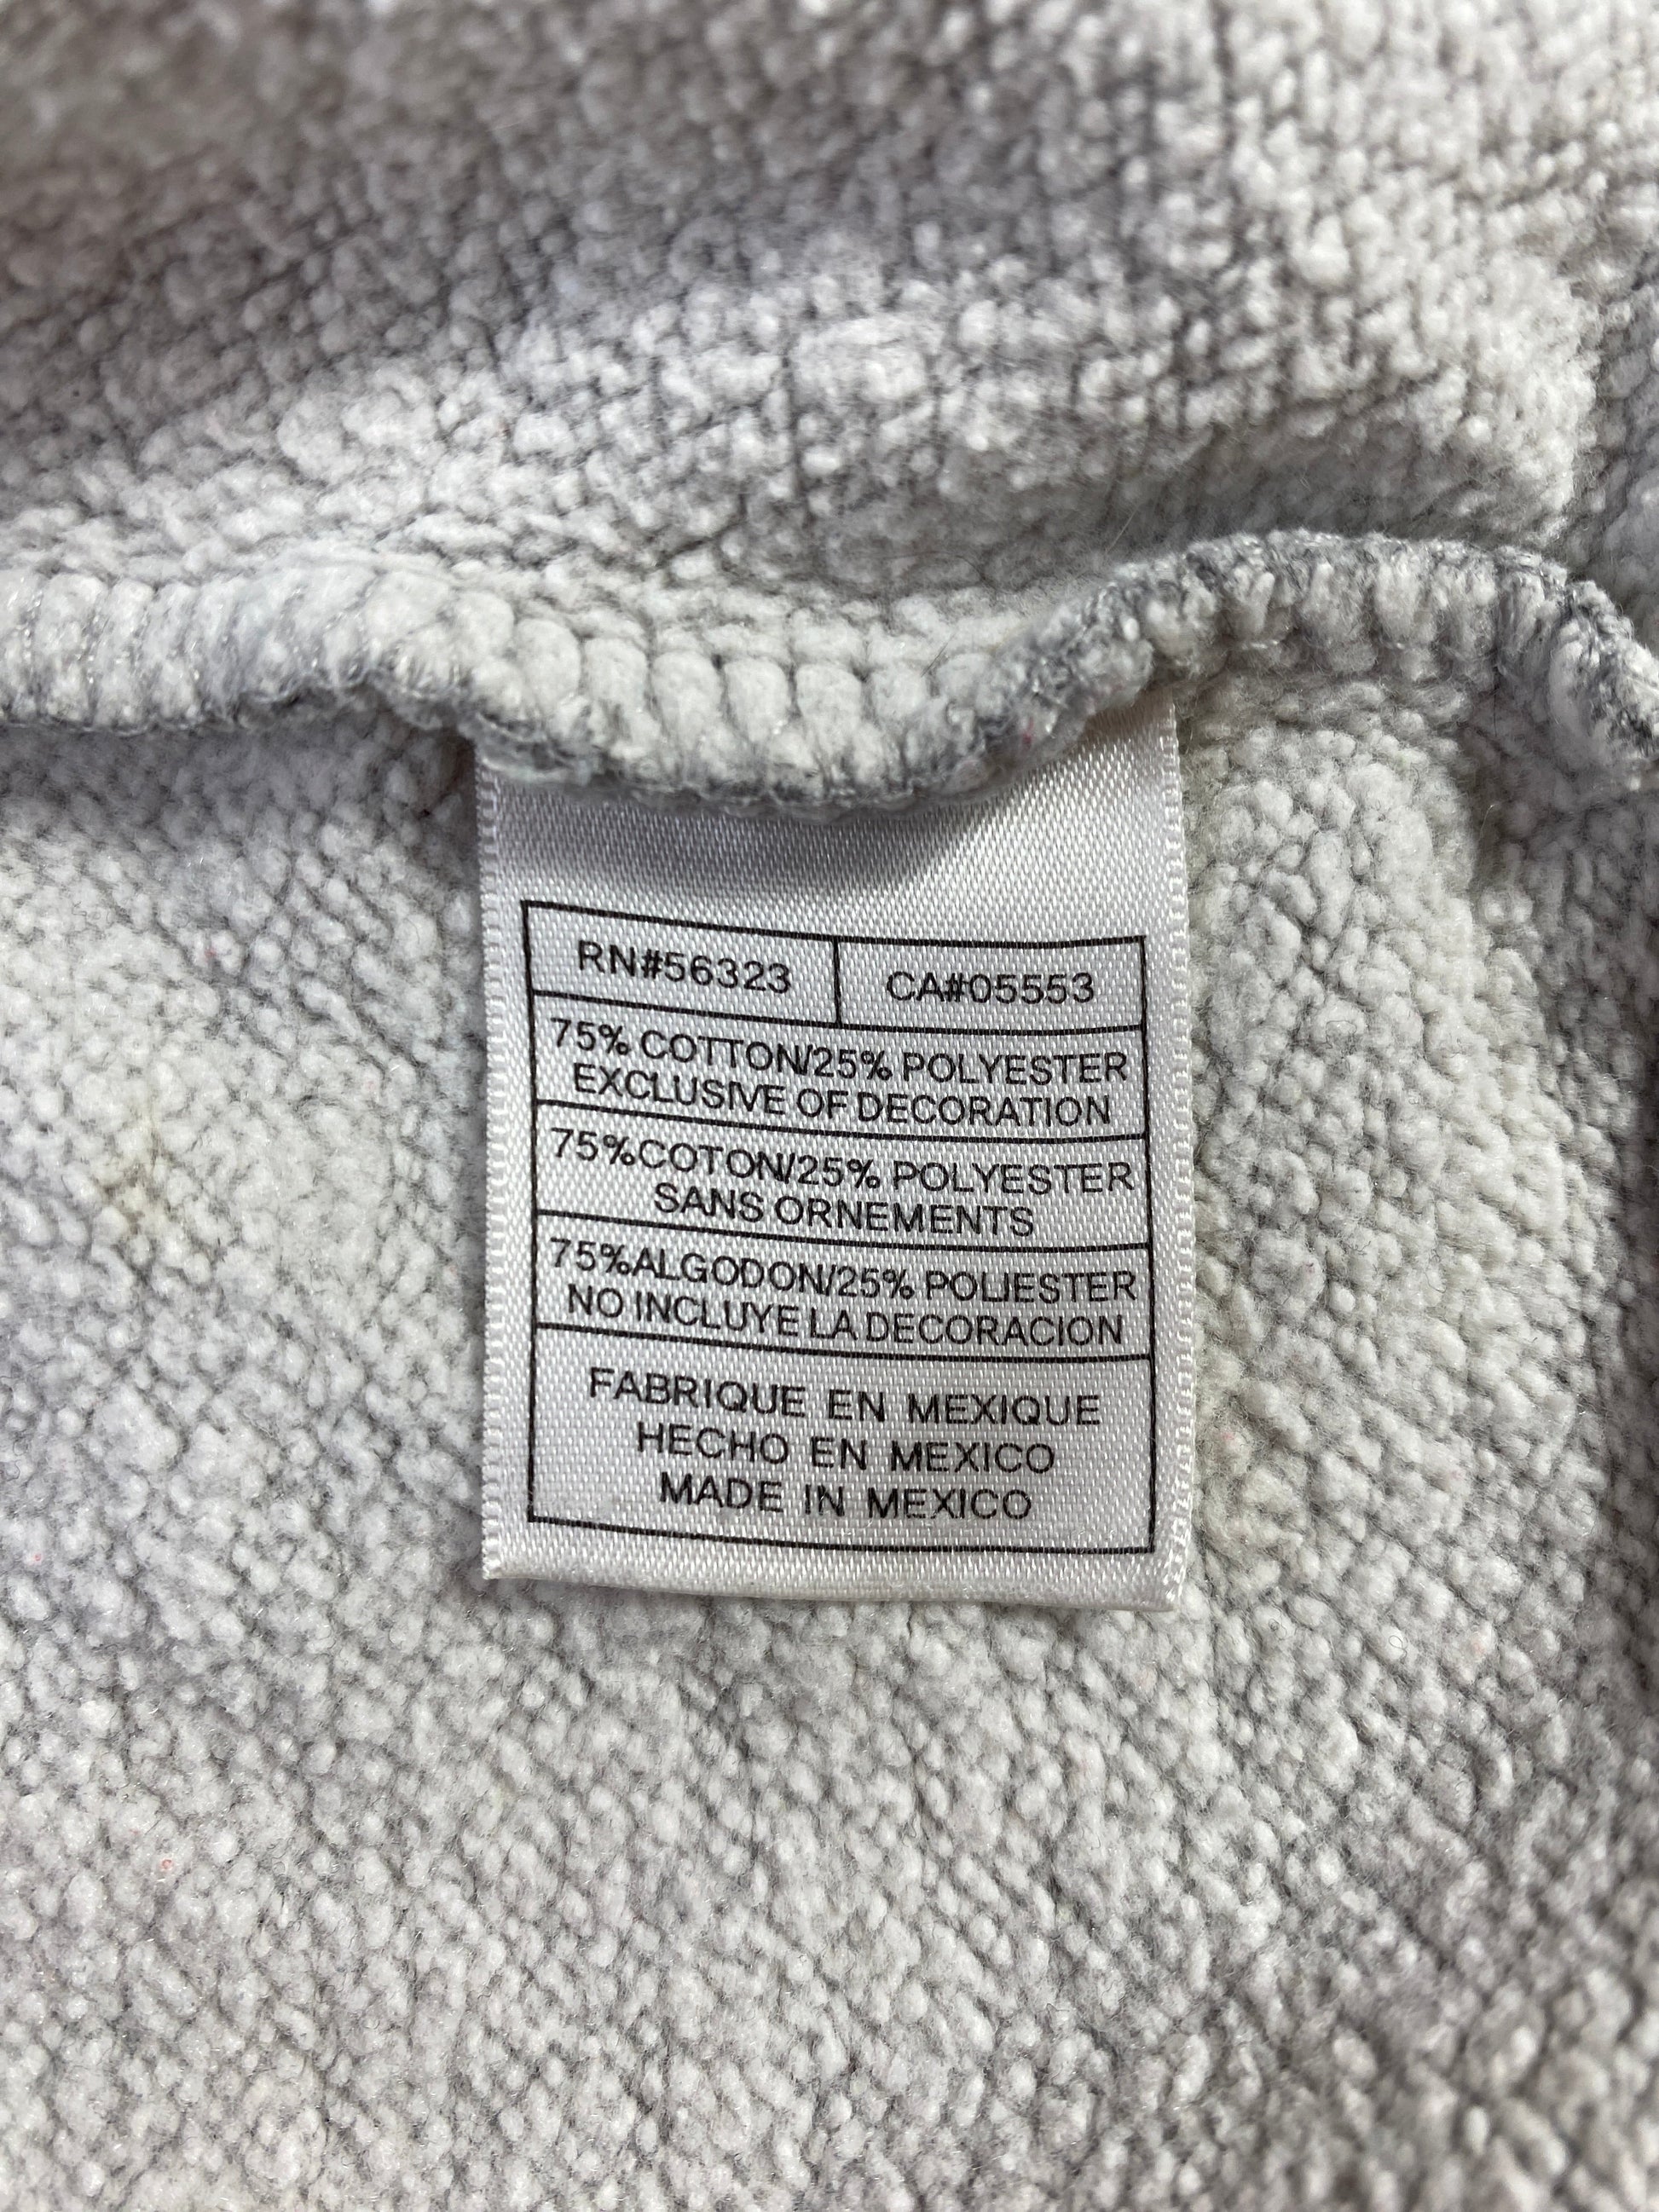 RN#56323 CA#05553
75% COTTON/25% POLYESTER
EXCLUSIVE OF DECORATION
75%COTON/25% POLYESTER
SANS ORNEMENTS
75%ALGODON/25% POLIESTER
NO INCLUYE LA DECORACION
FABRIQUE EN MEXIQUE
HECHO EN MEXICO
MADE IN MEXICO